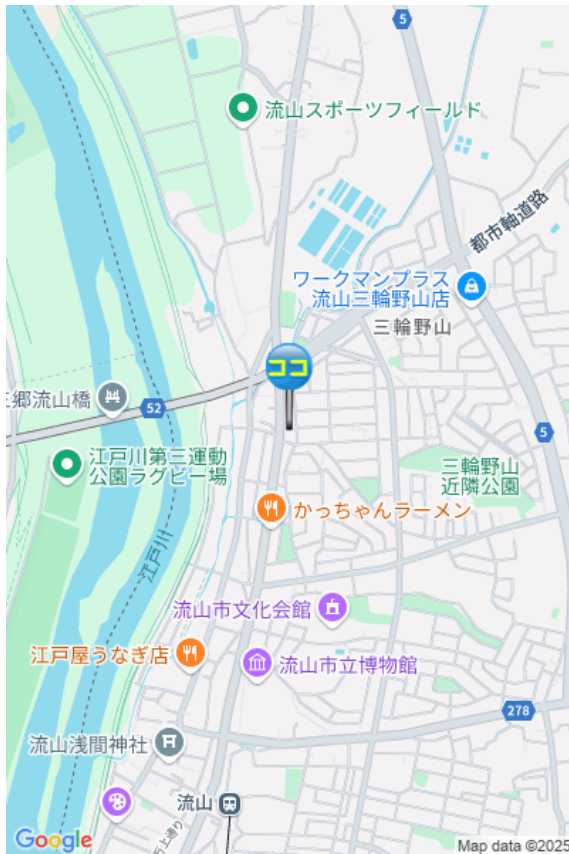 5
流山スポーツフィールド
都市軸道路
ワークマンプラス
流山三輪野山店
三輪野山
ココ
三郷流山橋
52
5
江戸川第三運動
公園ラグビー場
三輪野山
近隣公園
かっちゃんラーメン
江戸川
流山市文化会館
江戸屋うなぎ店
流山市立博物館
278
流山浅間神社
流山
万上通り
Google
Map data ©2025